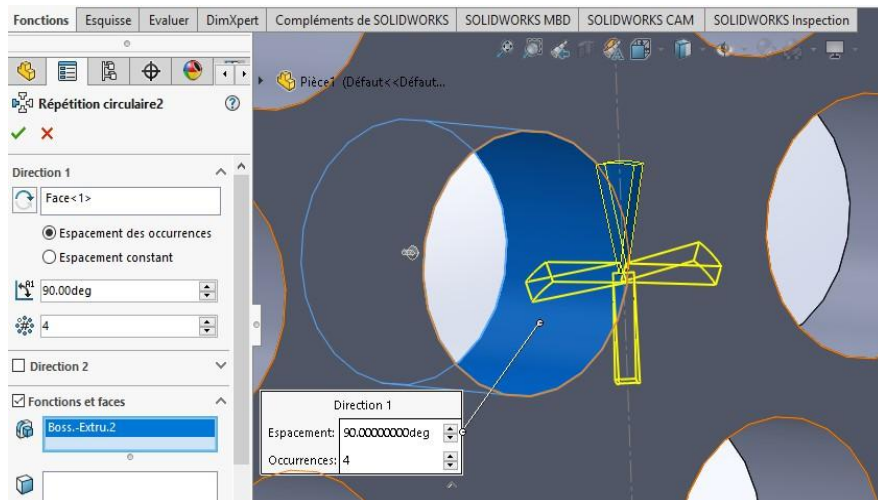 Fonctions Esquisse Evaluer DimXpert Compléments de SOLIDWORKS SOLIDWORKS MBD SOLIDWORKS CAM SOLIDWORKS Inspection
Pièce1 (Défaut<<Défaut...
Répétition circulaire2
Direction 1
Face<1>
Espacement des occurrences
Espacement constant
90.00deg
4
Direction 2
Fonctions et faces
Boss.-Extru.2
Direction 1
Espacement: 90.00000000deg
Occurrences: 4